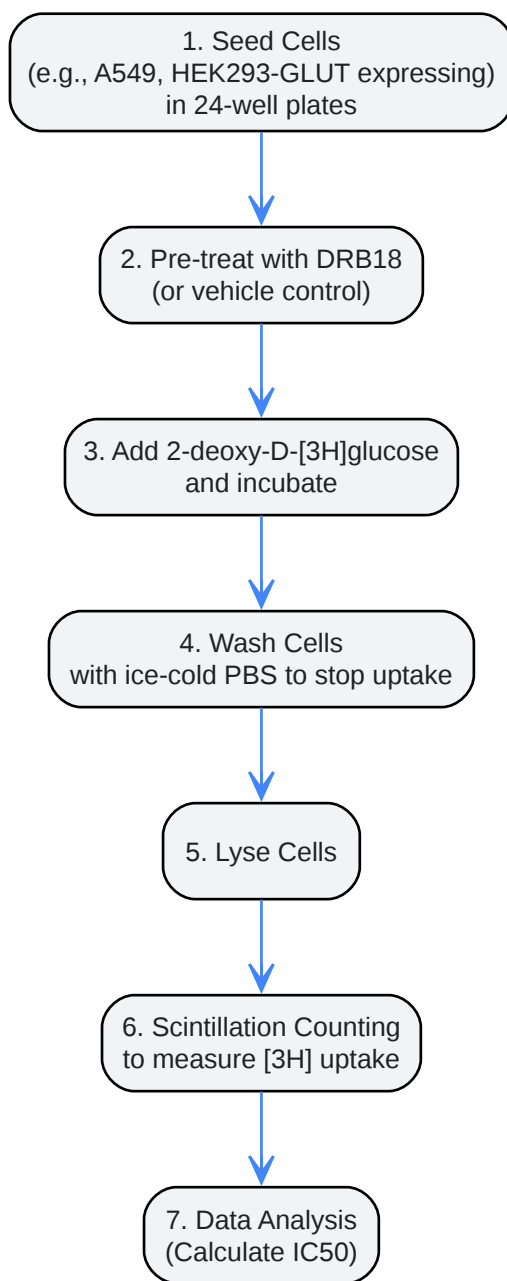 1. Seed Cells
(e.g., A549, HEK293-GLUT expressing)
in 24-well plates
2. Pre-treat with DRB18
(or vehicle control)
3. Add 2-deoxy-D-[3H]glucose
and incubate
4. Wash Cells
with ice-cold PBS to stop uptake
5. Lyse Cells
6. Scintillation Counting
to measure [3H] uptake
7. Data Analysis
(Calculate IC50)